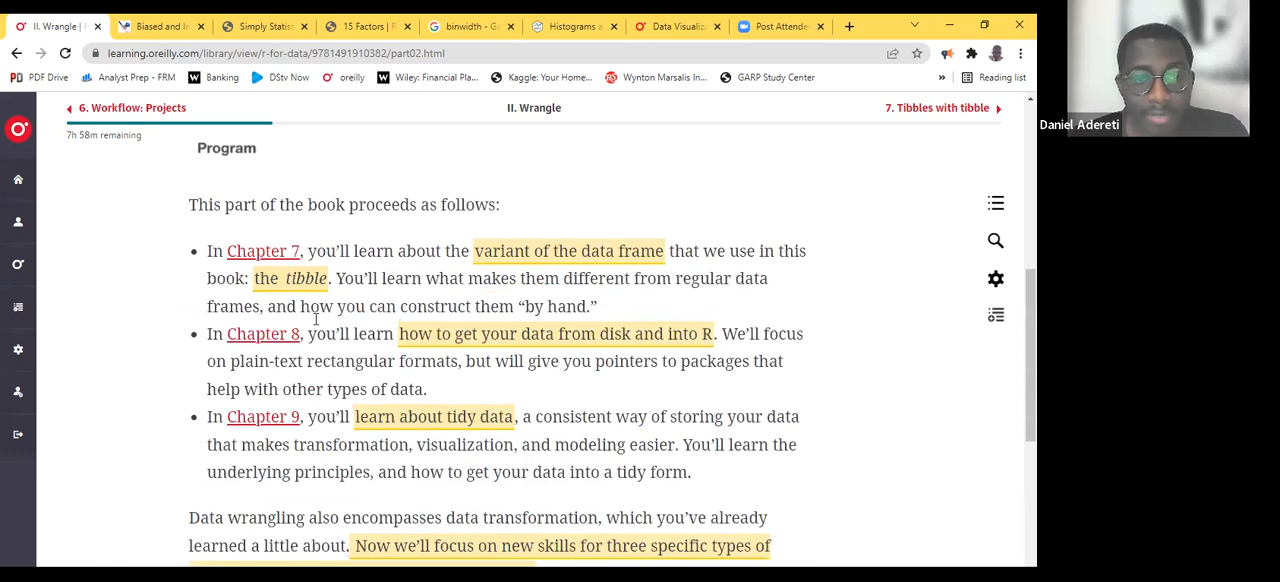 II. Wrangle | R
Biased and In
Simply Statist
15 Factors | R
binwidth - Go
Histograms a
Data Visualiz
Post Attende
learning.oreilly.com/library/view/r-for-data/9781491910382/part02.html
PDF Drive
Analyst Prep - FRM
Banking
DStv Now
oreilly
Wiley: Financial Pla...
Kaggle: Your Home...
Wynton Marsalis In...
GARP Study Center
»
Reading list
6. Workflow: Projects
II. Wrangle
7. Tibbles with tibble
7h 58m remaining
Daniel Adereti
Program
This part of the book proceeds as follows:
• In Chapter 7, you’ll learn about the variant of the data frame that we use in this
book: the tibble. You’ll learn what makes them different from regular data
frames, and how you can construct them “by hand.”
• In Chapter 8, you’ll learn how to get your data from disk and into R. We’ll focus
on plain-text rectangular formats, but will give you pointers to packages that
help with other types of data.
• In Chapter 9, you’ll learn about tidy data, a consistent way of storing your data
that makes transformation, visualization, and modeling easier. You’ll learn the
underlying principles, and how to get your data into a tidy form.
Data wrangling also encompasses data transformation, which you’ve already
learned a little about. Now we’ll focus on new skills for three specific types of